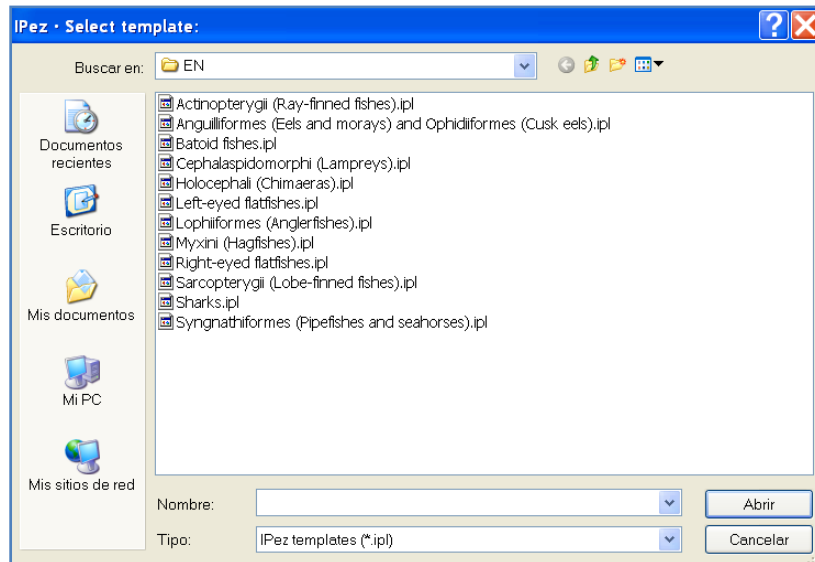 IPez · Select template:
Buscar en:
EN
Documentos
recientes
Escritorio
Mis documentos
Mi PC
Mis sitios de red
Actinopterygii (Ray-finned fishes).ipl
Anguilliformes (Eels and morays) and Ophidiiformes (Cusk eels).ipl
Batoid fishes.ipl
Cephalaspidomorphi (Lampreys).ipl
Holocephali (Chimaeras).ipl
Left-eyed flatfishes.ipl
Lophiiformes (Anglerfishes).ipl
Myxini (Hagfishes).ipl
Right-eyed flatfishes.ipl
Sarcopterygii (Lobe-finned fishes).ipl
Sharks.ipl
Syngnathiformes (Pipefishes and seahorses).ipl
Nombre:
Abrir
Tipo:
IPez templates (*.ipl)
Cancelar